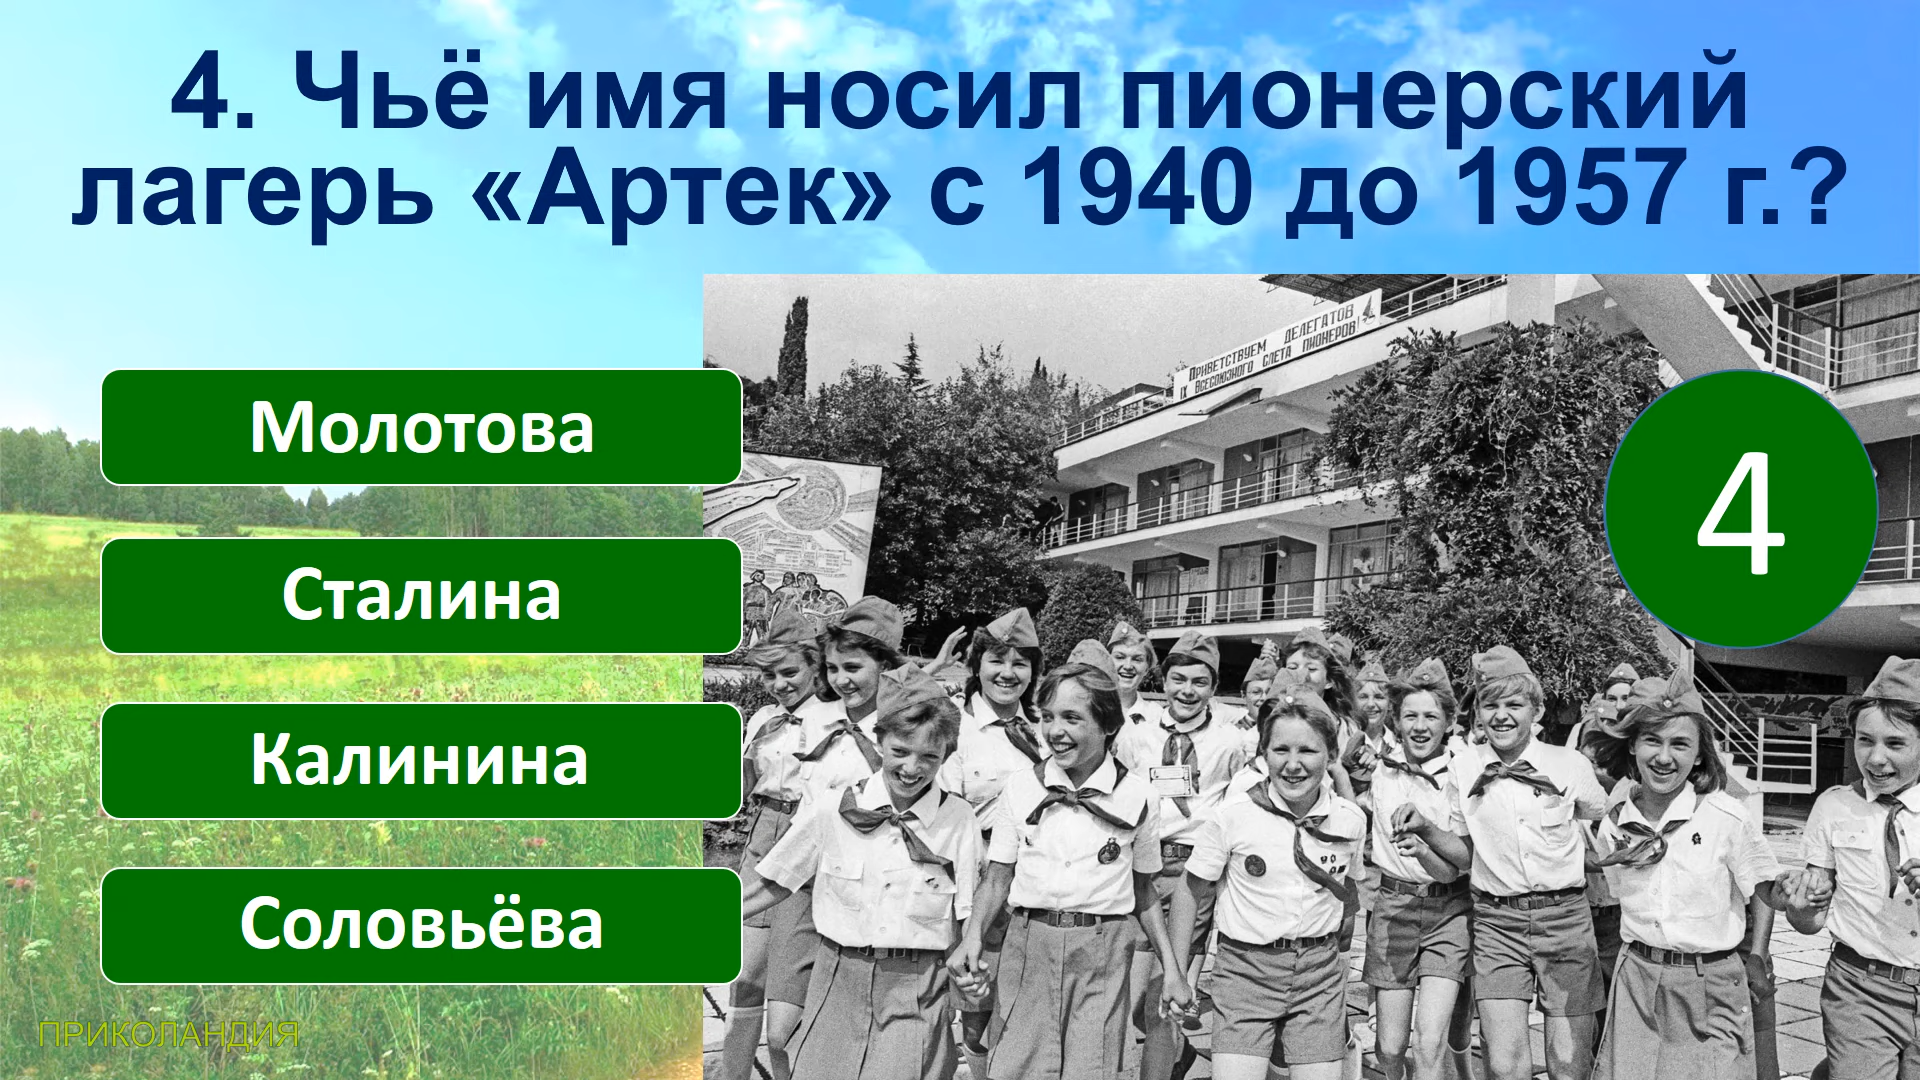 4. Чьё имя носил пионерский
лагерь «Артек» с 1940 до 1957 г.?
ПРИВЕТСТВУЕМ ДЕЛЕГАТОВ
IX ВСЕСОЮЗНОГО СЛЕТА ПИОНЕРОВ
Молотова
4
Сталина
Калинина
Соловьёва
ПРИКОЛАНДИЯ